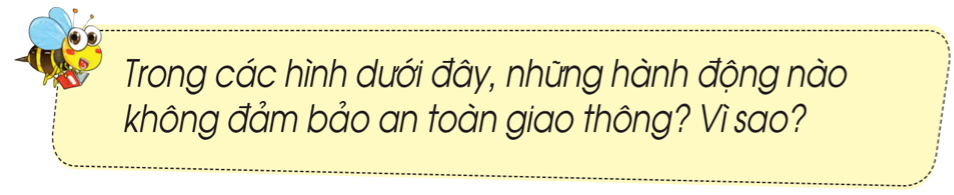 Trong các hình dưới đây, những hành động nào
không đảm bảo an toàn giao thông? Vì sao?